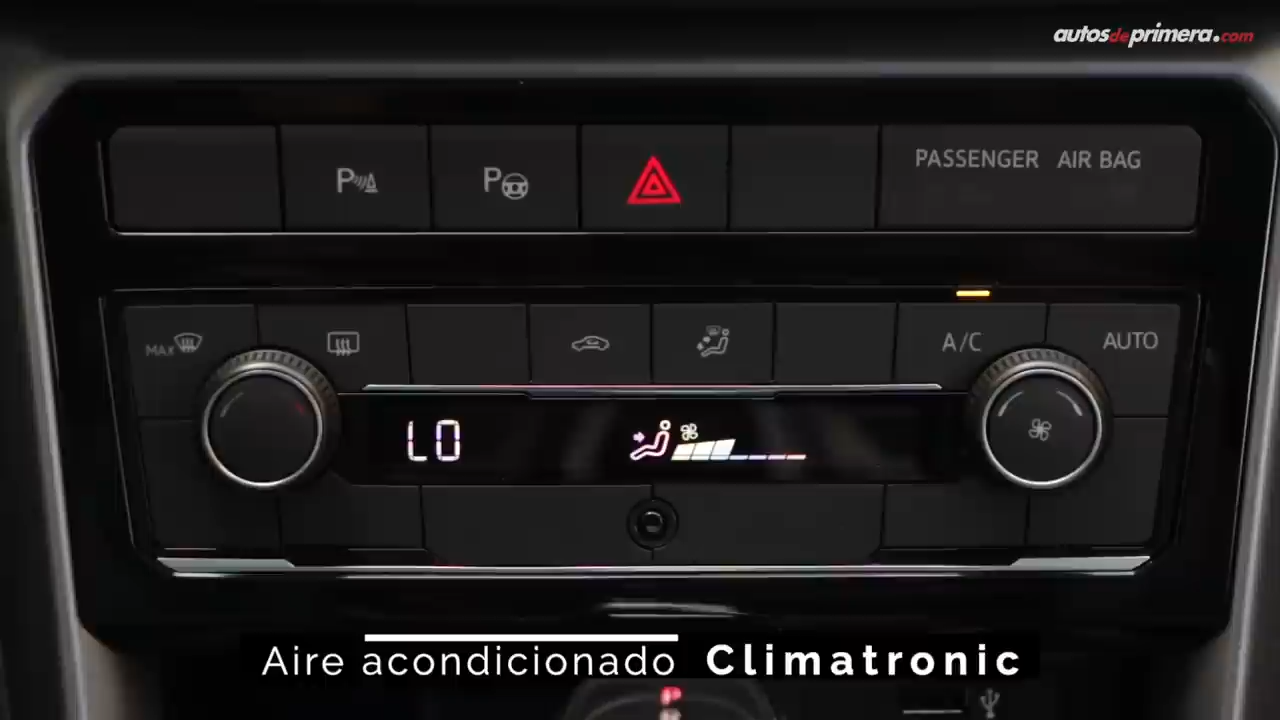 autosdeprimera.com
P P PASSENGER AIR BAG
MAX A/C AUTO
LO
Aire acondicionado Climatronic
P
R